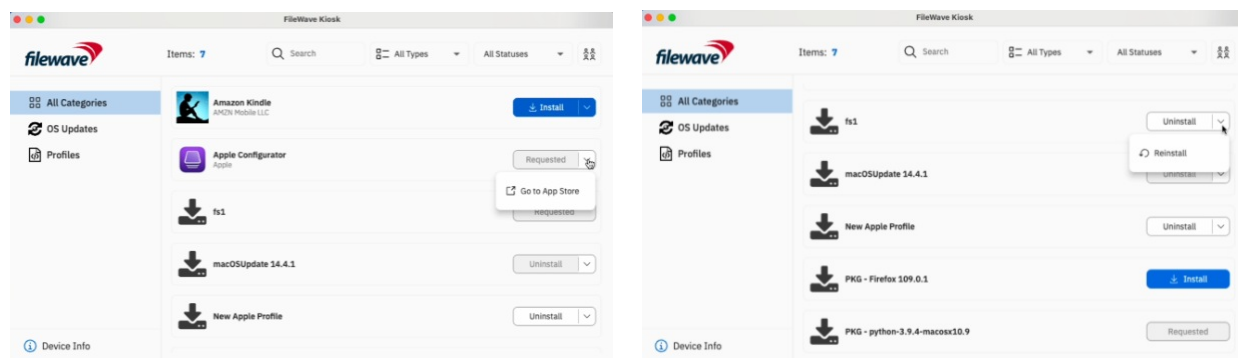 FileWave Kiosk
filewave
Items: 7
Search
All Types
All Statuses
All Categories
OS Updates
Profiles
Amazon Kindle
AMZN Mobile LLC
Install
Apple Configurator
Apple
Requested
Go to App Store
fs1
Requested
macOSUpdate 14.4.1
Uninstall
New Apple Profile
Uninstall
Device Info
FileWave Kiosk
filewave
Items: 7
Search
All Types
All Statuses
All Categories
OS Updates
Profiles
fs1
Uninstall
Reinstall
macOSUpdate 14.4.1
Uninstall
New Apple Profile
Uninstall
PKG - Firefox 109.0.1
Install
PKG - python-3.9.4-macosx10.9
Requested
Device Info